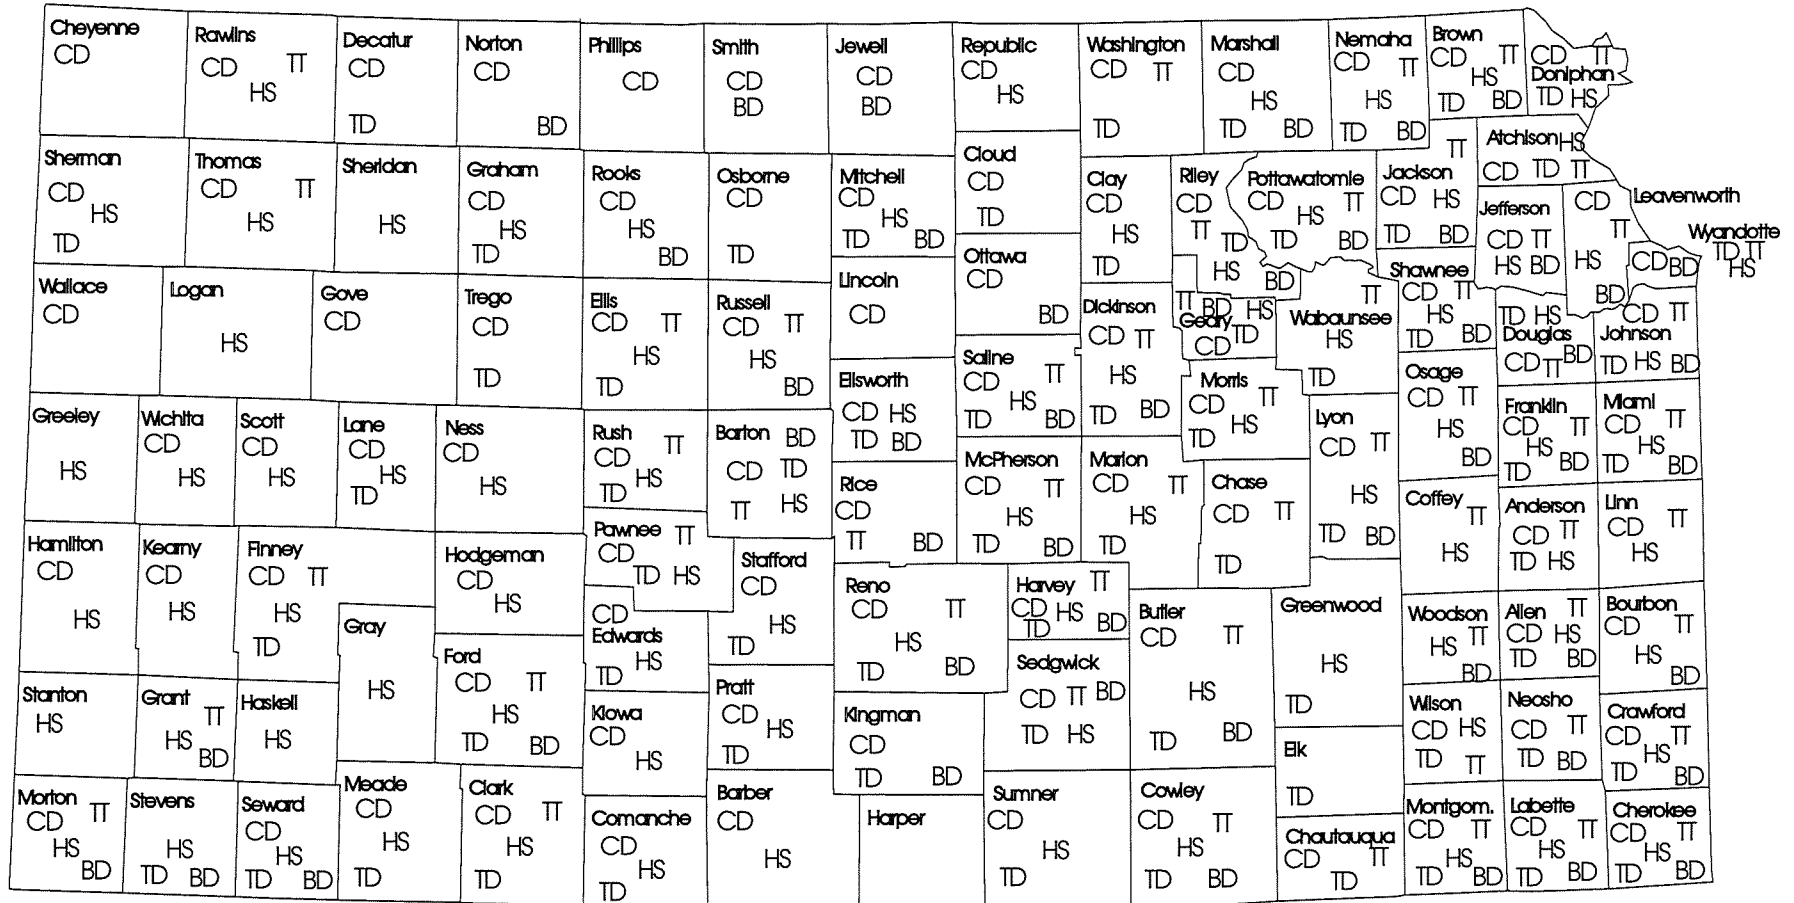 Cheyenne
CD
Rawlins
CD TT
HS
Decatur
CD
TD
Norton
CD
BD
Phillips
CD
Smith
CD
BD
Jewell
CD
BD
Republic
CD
HS
Washington
CD TT
TD
Marshall
CD
HS
TD BD
Nemaha
CD TT
HS
TD BD
Brown
CD TT
HS
TD BD
CD TT
Doniphan
TD HS
Sherman
CD
HS
TD
Thomas
CD TT
HS
Sheridan
HS
Graham
CD
HS
TD
Rooks
CD
HS
BD
Osborne
CD
TD
Mitchell
CD
HS
TD BD
Cloud
CD
TD
Clay
CD
HS
TD
Riley
CD
TT
TD
HS
BD
Pottawatomie
CD TT
HS
TD BD
TT
Jackson
CD HS
TD BD
Atchison HS
CD TD TT
Jefferson
CD TT
HS BD
Leavenworth
CD
TT
HS
BD
Wyandotte
TD TT
HS
CD BD
Wallace
CD
Logan
HS
Gove
CD
Trego
CD
TD
Ellis
CD TT
HS
TD
Russell
CD TT
HS
BD
Lincoln
CD
Ottawa
CD
BD
Dickinson
CD TT
HS
TD BD
TT BD HS
Geary TD
CD
Wabaunsee
TT
HS
TD
Shawnee
CD TT
HS
TD BD
TD HS
Douglas
CD TT BD
CD TT
Johnson
TD HS BD
Greeley
HS
Wichita
CD
HS
Scott
CD
HS
Lane
CD
HS
TD
Ness
CD
HS
Rush TT
CD
HS
TD
Barton BD
CD TD
TT HS
Ellsworth
CD HS
TD BD
Saline
CD TT
HS
TD BD
Morris
CD TT
HS
TD
Lyon
CD TT
HS
TD BD
Osage
CD TT
HS
BD
Franklin
CD TT
HS
TD BD
Miami
CD TT
HS
TD BD
Rice
CD
TT BD
McPherson
CD TT
HS
TD BD
Marion
CD TT
HS
TD
Chase
CD TT
TD
Coffey
TT
HS
Anderson
CD TT
TD HS
Linn
CD TT
HS
Hamilton
CD
HS
Kearny
CD
HS
Finney
CD TT
HS
TD
Hodgeman
CD
HS
Pawnee TT
CD
TD HS
Stafford
CD
HS
TD
Reno
CD TT
HS
TD BD
Harvey TT
CD HS
TD BD
Butler
CD TT
HS
TD BD
Greenwood
HS
TD
Woodson
HS TT
BD
Allen TT
CD HS
TD BD
Bourbon
CD TT
HS
BD
Gray
HS
Ford
CD TT
HS
TD BD
CD
Edwards
TD HS
Stanton
HS
Grant
TT
HS
BD
Haskell
HS
Kiowa
CD
HS
Pratt
CD
HS
TD
Kingman
CD
TD BD
Sedgwick
CD TT BD
TD HS
Elk
TD
Wilson
CD HS
TD TT
Neosho
CD TT
TD BD
Crawford
CD TT
HS
TD BD
Morton TT
CD
HS
BD
Stevens
HS
TD BD
Seward
CD
HS
TD BD
Meade
CD
HS
TD
Clark
CD TT
HS
TD
Comanche
CD
HS
TD
Barber
CD
HS
Harper
Sumner
CD
HS
TD
Cowley
CD TT
HS
TD BD
Chautauqua
CD TT
TD
Montgom.
CD TT
HS
TD BD
Labette
CD TT
HS
TD BD
Cherokee
CD TT
HS
TD BD